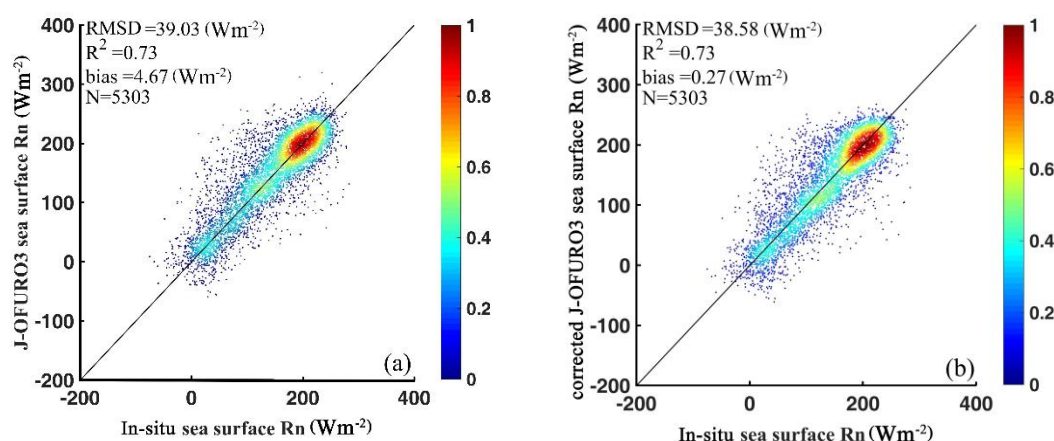 RMSD =39.03 (Wm-2)
R2 =0.73
bias =4.67 (Wm-2)
N=5303
400
300
200
100
0
-100
-200
J-OFURO3 sea surface Rn (Wm-2)
-200
0
200
400
In-situ sea surface Rn (Wm-2)
(a)
1
0.8
0.6
0.4
0.2
0
RMSD =38.58 (Wm-2)
R2 =0.73
bias =0.27 (Wm-2)
N=5303
400
300
200
100
0
-100
-200
corrected J-OFURO3 sea surface Rn (Wm-2)
-200
0
200
400
In-situ sea surface Rn (Wm-2)
(b)
1
0.8
0.6
0.4
0.2
0